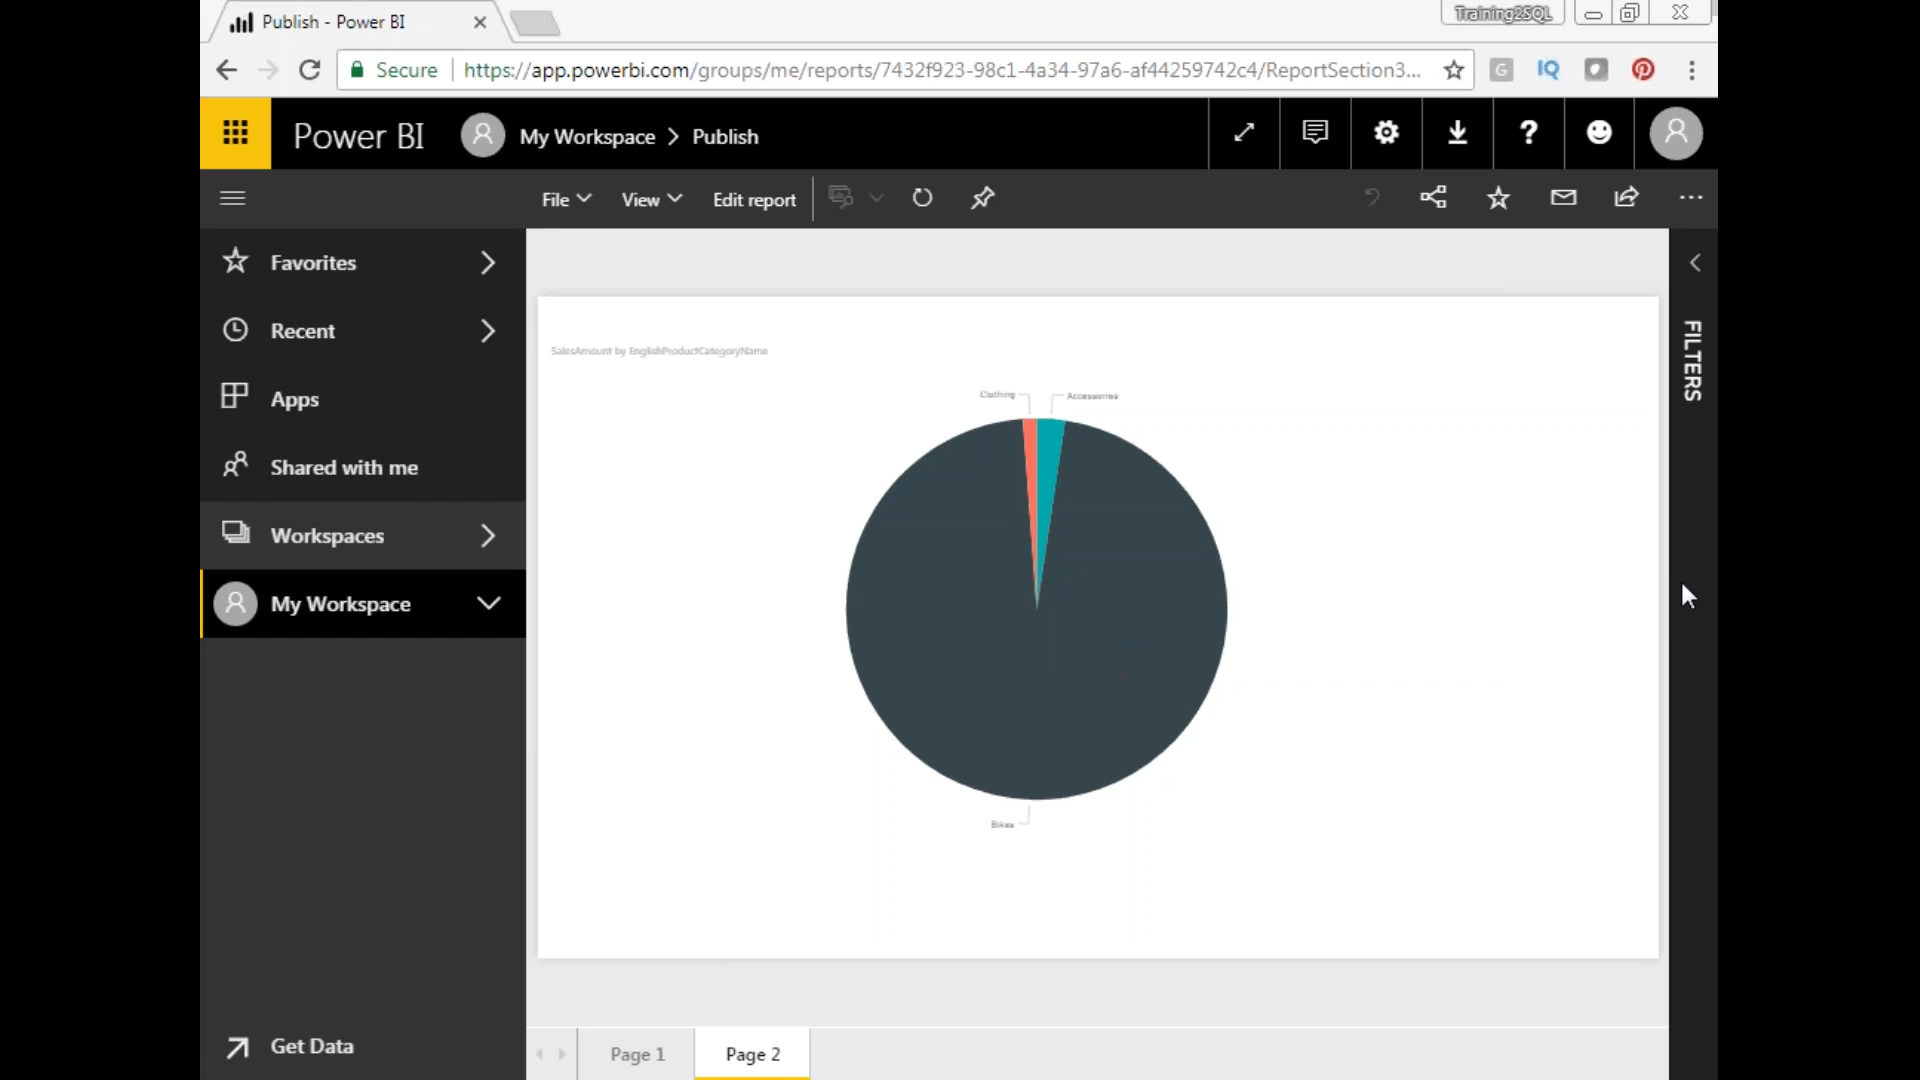 Publish - Power BI
Training2SQL
Secure
https://app.powerbi.com/groups/me/reports/7432f923-98c1-4a34-97a6-af44259742c4/ReportSection3...
G
IQ
Power BI
My Workspace > Publish
?
File
View
Edit report
Favorites
Recent
Apps
Shared with me
Workspaces
My Workspace
Get Data
SalesAmount by EnglishProductCategoryName
Clothing
Accessories
Bikes
FILTERS
Page 1
Page 2